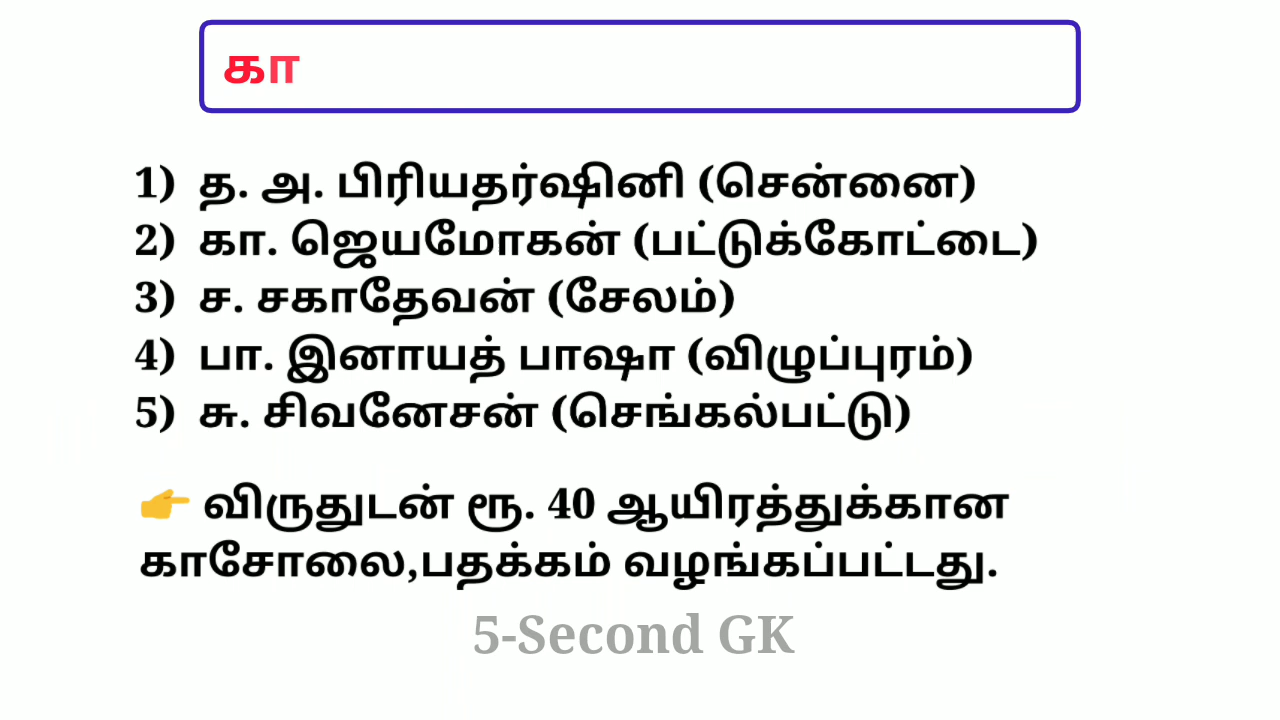 கா
1) த. அ. பிரியதர்ஷினி (சென்னை)
2) கா. ஜெயமோகன் (பட்டுக்கோட்டை)
3) ச. சகாதேவன் (சேலம்)
4) பா. இனாயத் பாஷா (விழுப்புரம்)
5) சு. சிவனேசன் (செங்கல்பட்டு)
👉 விருதுடன் ரூ. 40 ஆயிரத்துக்கான
காசோலை,பதக்கம் வழங்கப்பட்டது.
5-Second GK